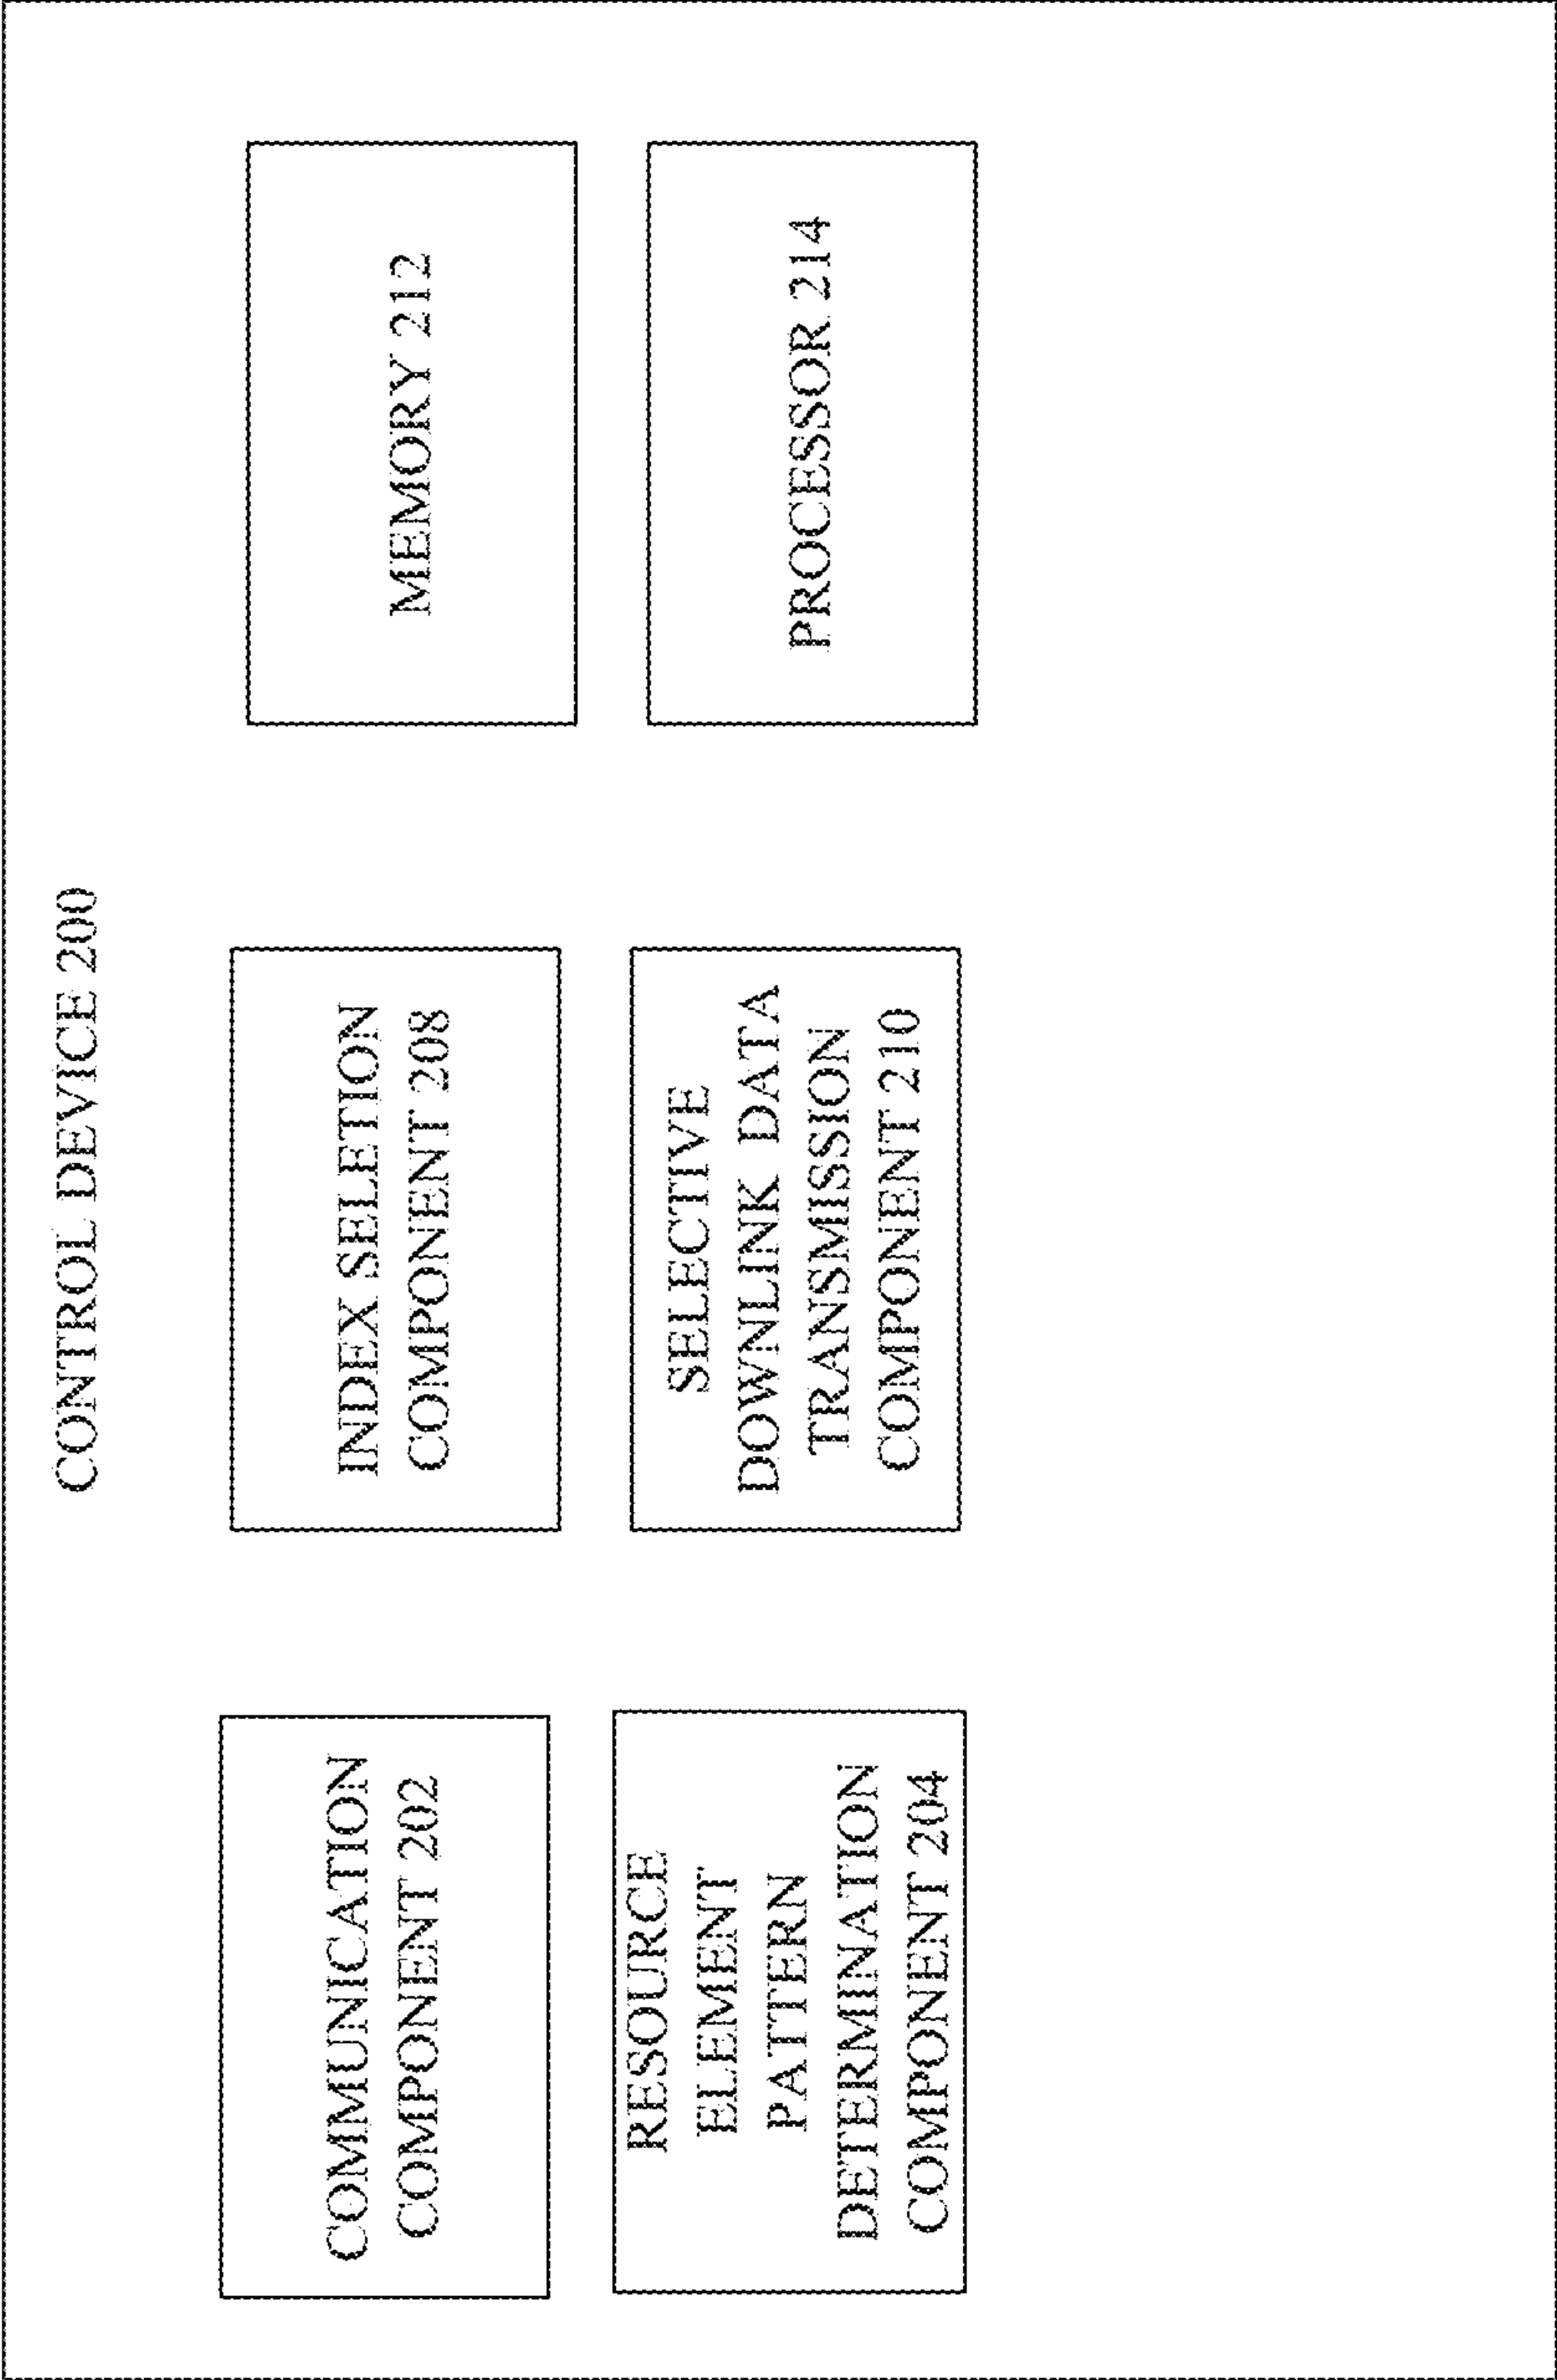 CONTROL DEVICE 200
COMMUNICATION
COMPONENT 202
INDEX SELETION
COMPONENT 208
MEMORY 212
RESOURCE
ELEMENT
PATTERN
DETERMINATION
COMPONENT 204
SELECTIVE
DOWNLINK DATA
TRANSMISSION
COMPONENT 210
PROCESSOR 214